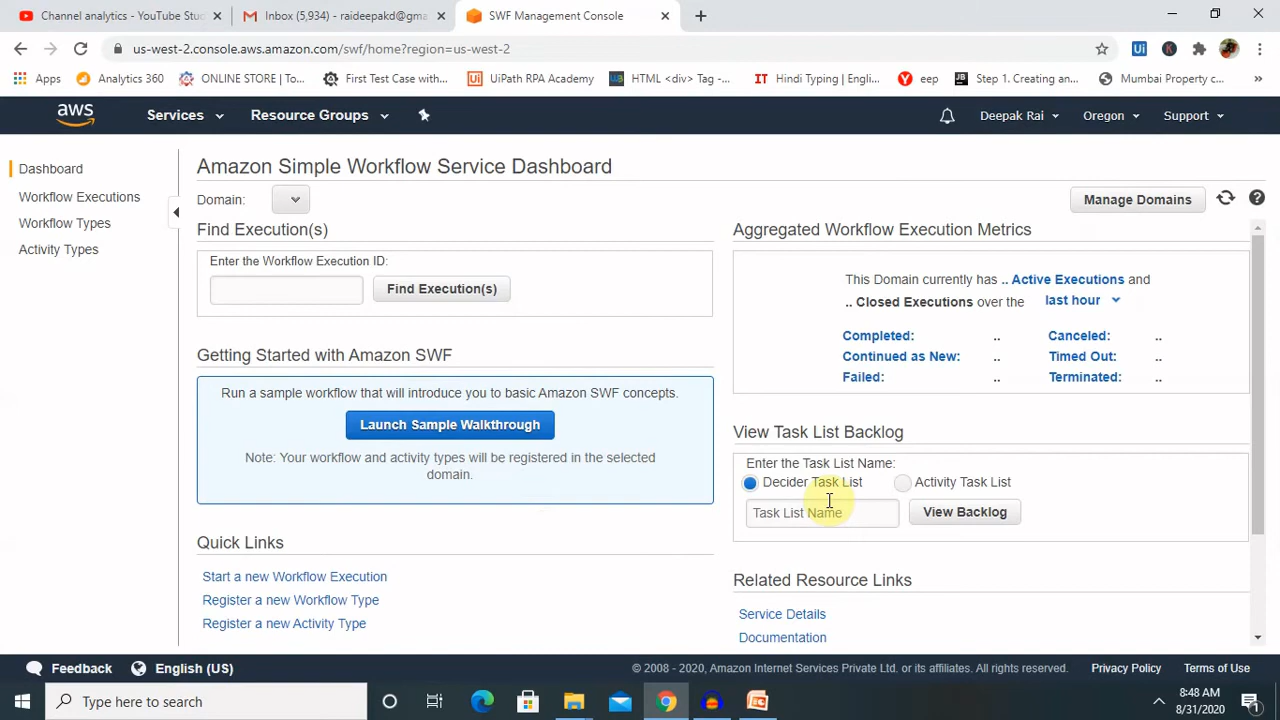 Channel analytics - YouTube Stu
Inbox (5,934) - raideepakd@gma
SWF Management Console
us-west-2.console.aws.amazon.com/swf/home?region=us-west-2
Apps
Analytics 360
ONLINE STORE | To...
First Test Case with...
UiPath RPA Academy
HTML <div> Tag -...
IT Hindi Typing | Engli...
eep
Step 1. Creating an...
Mumbai Property c...
aws
Services
Resource Groups
Deepak Rai
Oregon
Support
Dashboard
Workflow Executions
Workflow Types
Activity Types
Amazon Simple Workflow Service Dashboard
Domain:
Manage Domains
Find Execution(s)
Enter the Workflow Execution ID:
Find Execution(s)
Getting Started with Amazon SWF
Run a sample workflow that will introduce you to basic Amazon SWF concepts.
Launch Sample Walkthrough
Note: Your workflow and activity types will be registered in the selected
domain.
Quick Links
Start a new Workflow Execution
Register a new Workflow Type
Register a new Activity Type
Aggregated Workflow Execution Metrics
This Domain currently has .. Active Executions and
.. Closed Executions over the last hour
Completed: .. Canceled: ..
Continued as New: .. Timed Out: ..
Failed: .. Terminated: ..
View Task List Backlog
Enter the Task List Name:
Decider Task List Activity Task List
Task List Name View Backlog
Related Resource Links
Service Details
Documentation
Feedback
English (US)
© 2008 - 2020, Amazon Internet Services Private Ltd. or its affiliates. All rights reserved.
Privacy Policy
Terms of Use
Type here to search
8:48 AM
8/31/2020